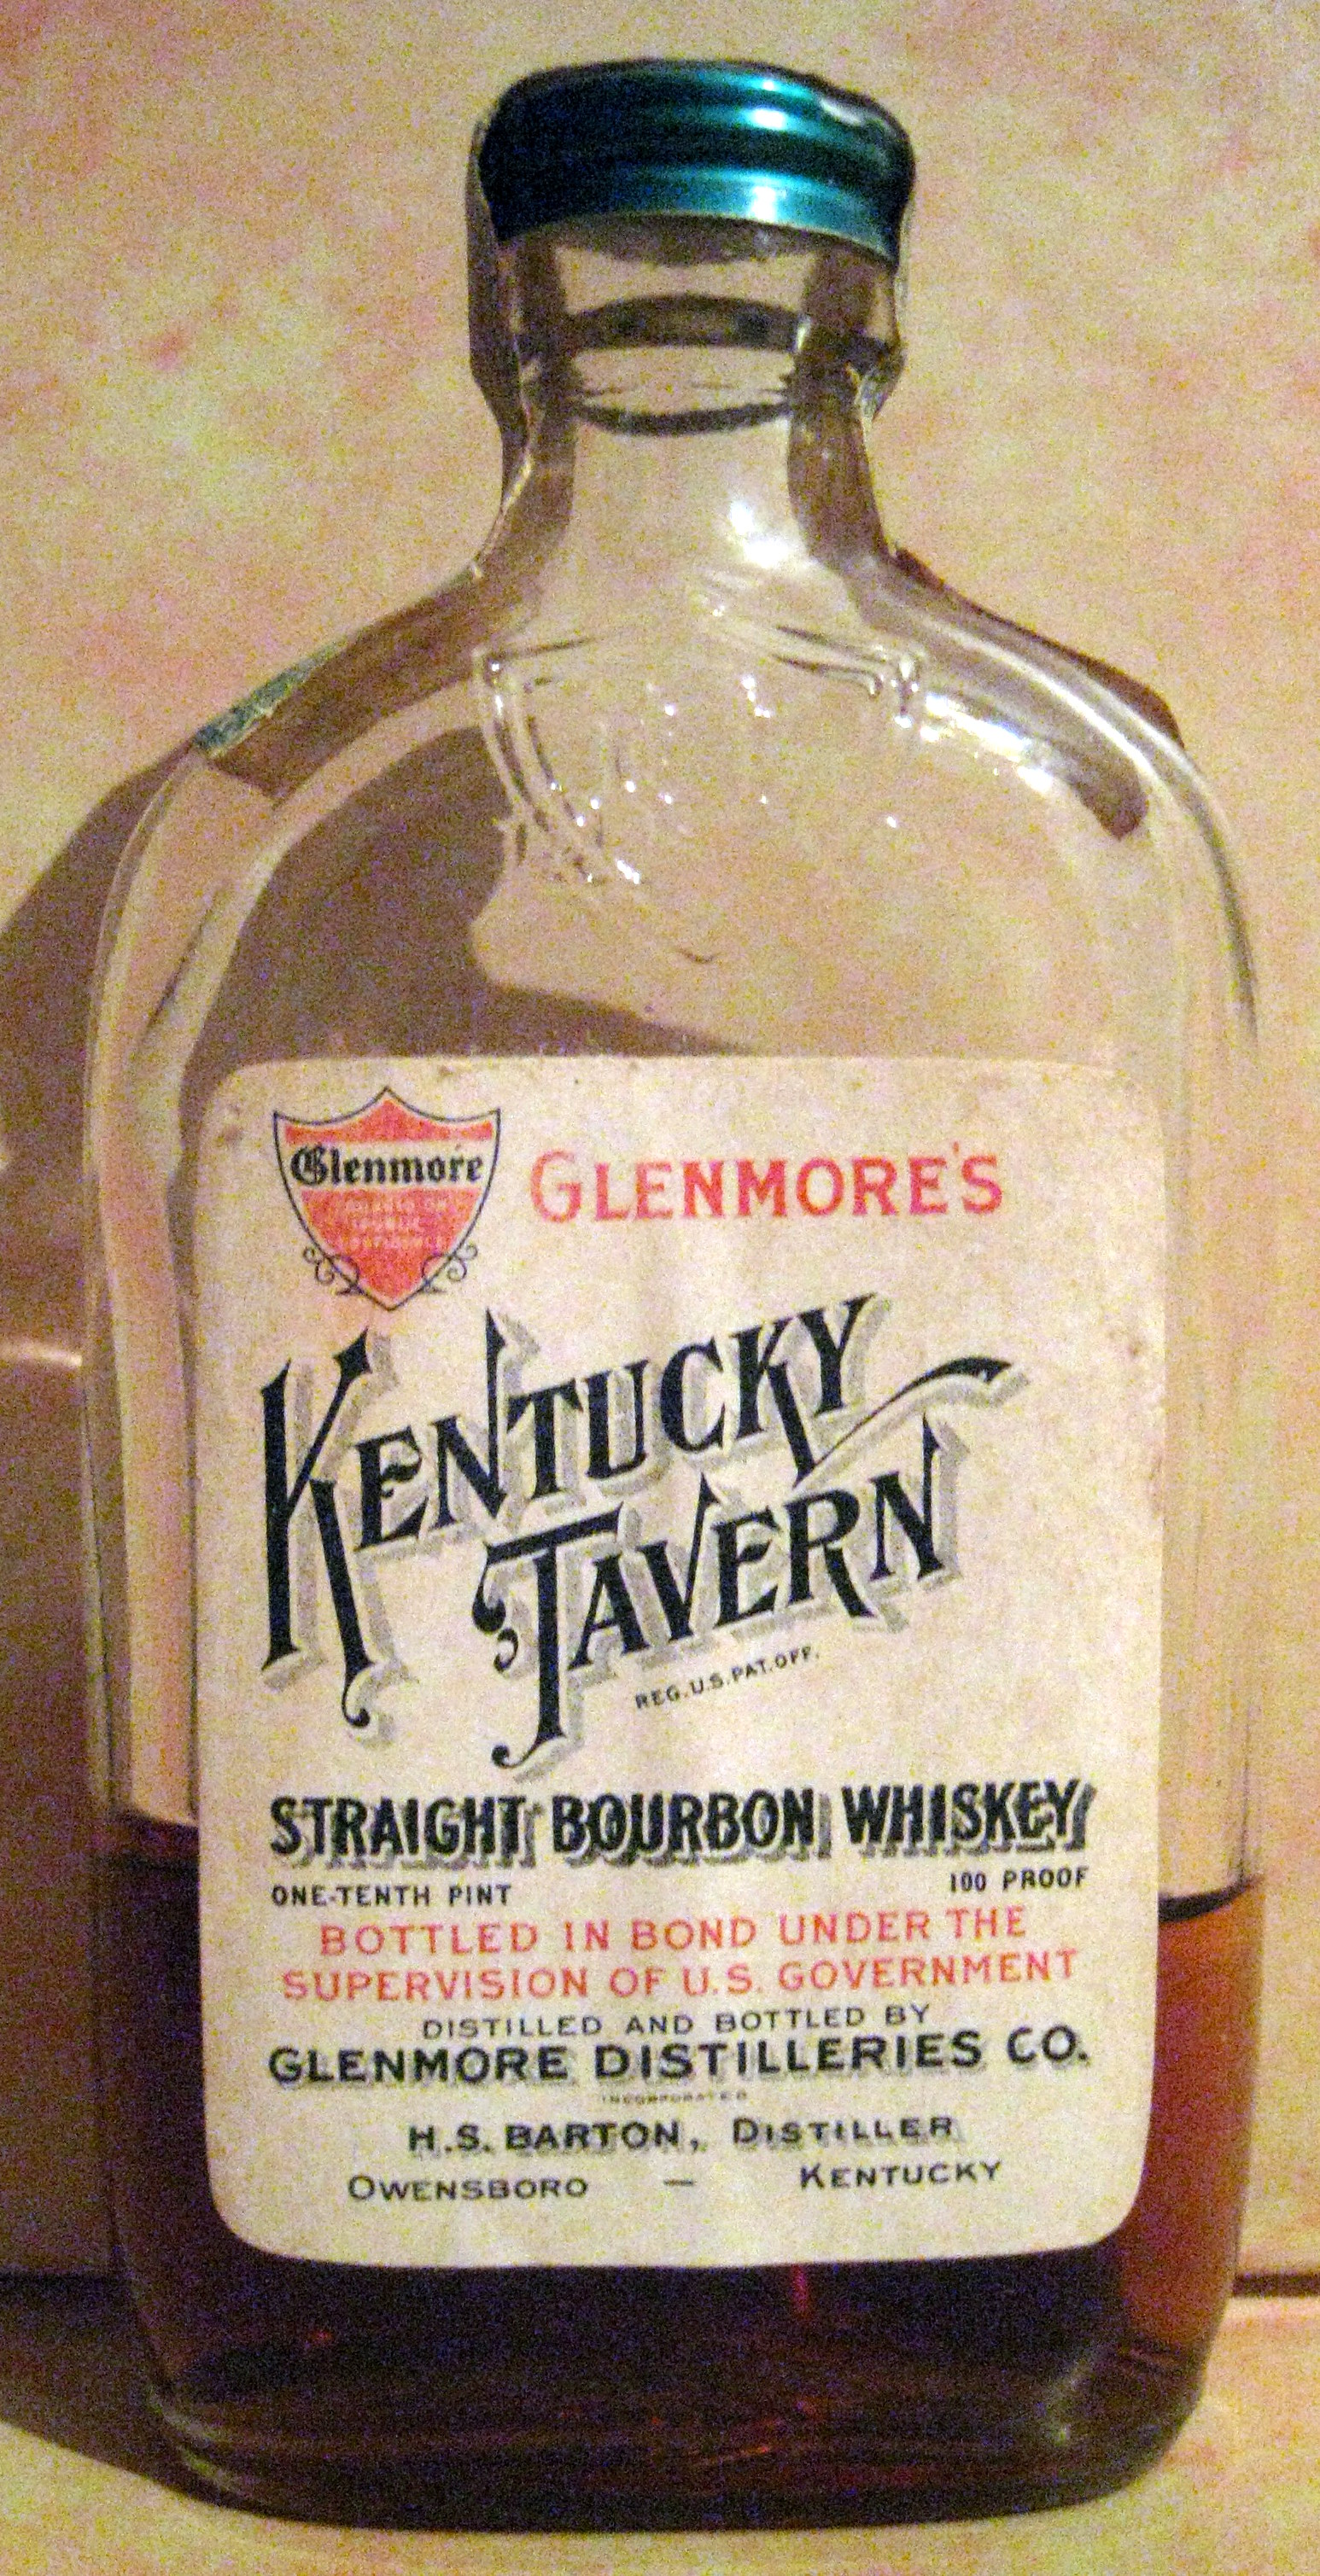 Glenmore
GLENMORE'S
KENTUCKY
TAVERN
REG.U.S.PAT.OFF.
STRAIGHT BOURBON WHISKEY
ONE-TENTH PINT 100 PROOF
BOTTLED IN BOND UNDER THE
SUPERVISION OF U.S. GOVERNMENT
DISTILLED AND BOTTLED BY
GLENMORE DISTILLERIES CO.
INCORPORATED
H.S. BARTON, DISTILLER
OWENSBORO — KENTUCKY